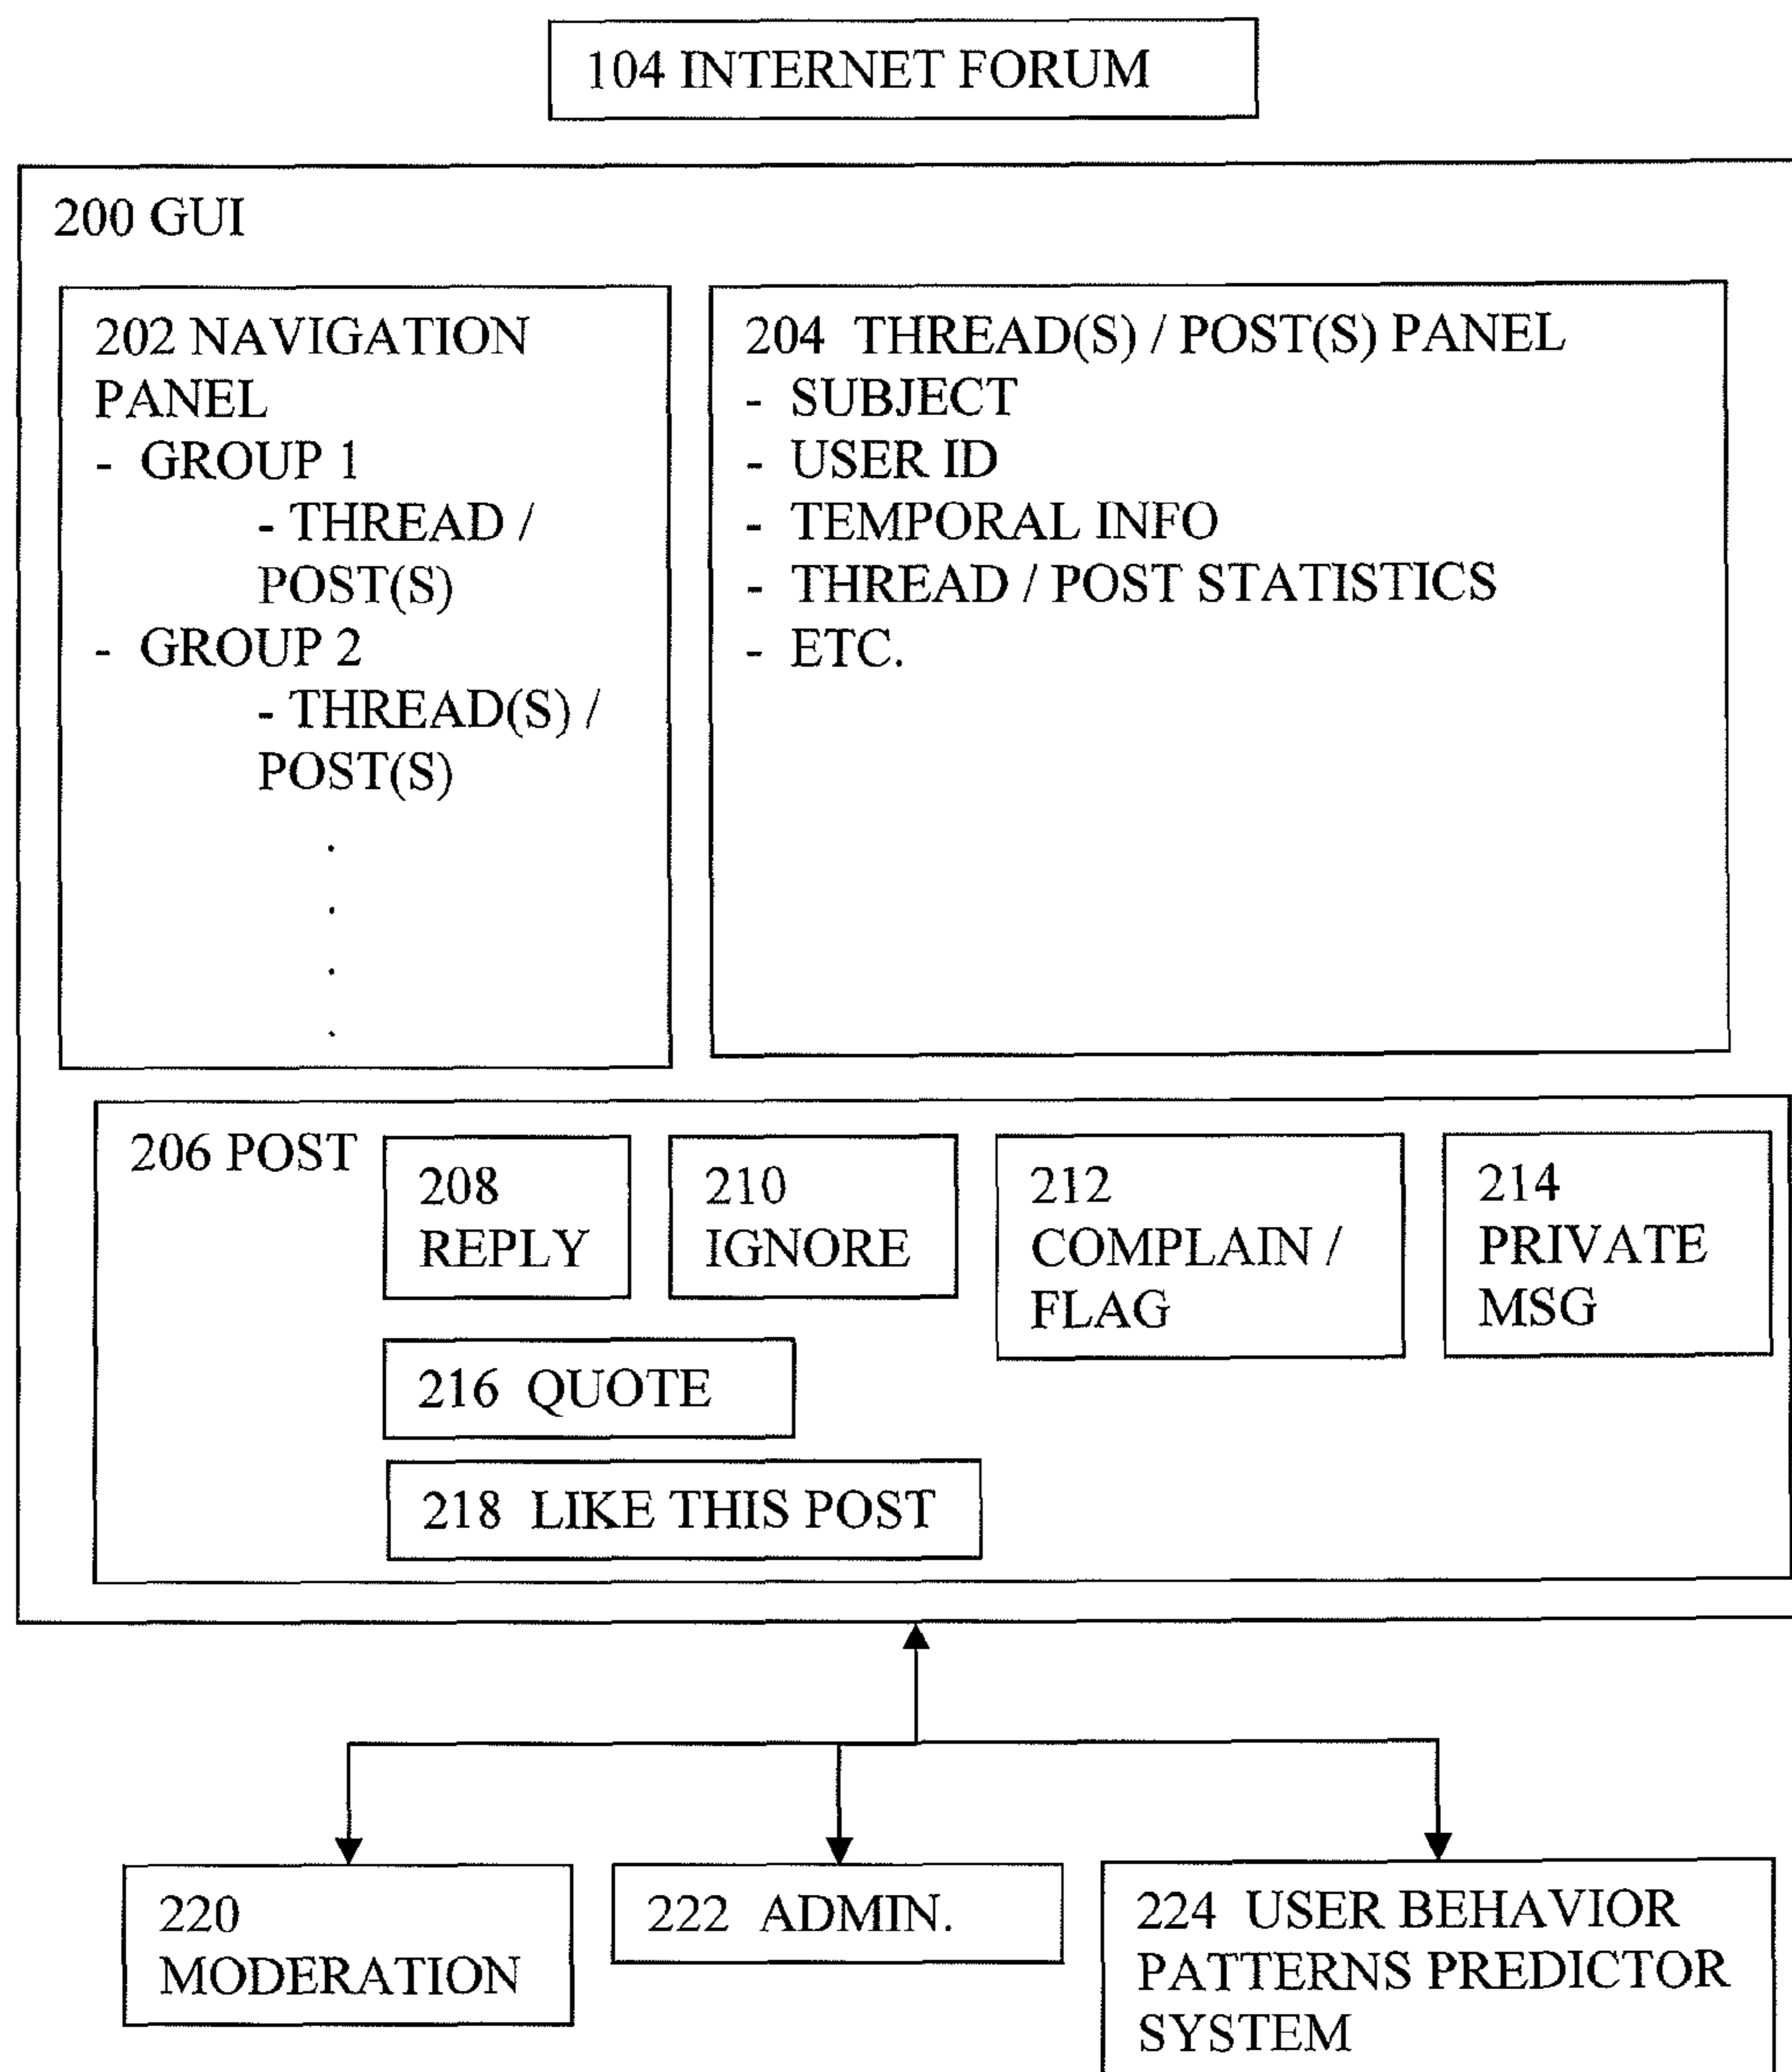 104 INTERNET FORUM
200 GUI
202 NAVIGATION
PANEL
- GROUP 1
- THREAD /
POST(S)
- GROUP 2
- THREAD(S) /
POST(S)
.
.
.
.
204 THREAD(S) / POST(S) PANEL
- SUBJECT
- USER ID
- TEMPORAL INFO
- THREAD / POST STATISTICS
- ETC.
206 POST
208
REPLY
210
IGNORE
212
COMPLAIN /
FLAG
214
PRIVATE
MSG
216 QUOTE
218 LIKE THIS POST
220
MODERATION
222 ADMIN.
224 USER BEHAVIOR
PATTERNS PREDICTOR
SYSTEM